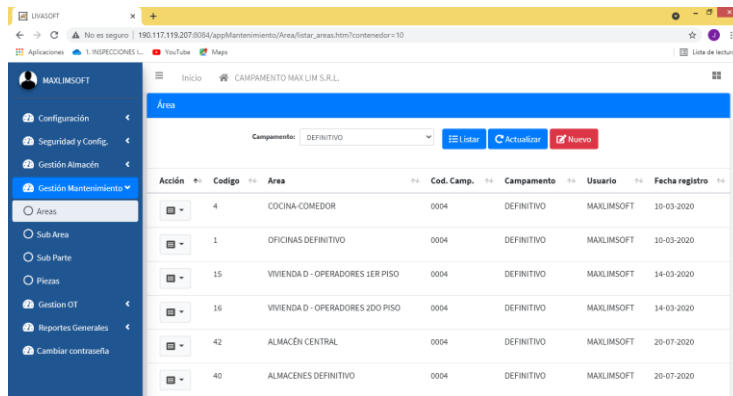 LIVASOFT
No es seguro | 190.117.119.207:8084/appMantenimiento/Area/listar_areas.htm?contenedor=10
Aplicaciones 1. INSPECCIONES I... YouTube Maps Lista de lectura
MAXLIMSOFT Inicio CAMPAMENTO MAX LIM S.R.L.
Área
Configuración
Seguridad y Config.
Gestión Almacén
Gestión Mantenimiento
Areas
Sub Area
Sub Parte
Piezas
Gestion OT
Reportes Generales
Cambiar contraseña
Campamento: DEFINITIVO Listar Actualizar Nuevo
Acción Codigo Area Cod. Camp. Campamento Usuario Fecha registro
4 COCINA-COMEDOR 0004 DEFINITIVO MAXLIMSOFT 10-03-2020
1 OFICINAS DEFINITIVO 0004 DEFINITIVO MAXLIMSOFT 10-03-2020
15 VIVIENDA D - OPERADORES 1ER PISO 0004 DEFINITIVO MAXLIMSOFT 14-03-2020
16 VIVIENDA D - OPERADORES 2DO PISO 0004 DEFINITIVO MAXLIMSOFT 14-03-2020
42 ALMACÉN CENTRAL 0004 DEFINITIVO MAXLIMSOFT 20-07-2020
40 ALMACENES DEFINITIVO 0004 DEFINITIVO MAXLIMSOFT 20-07-2020